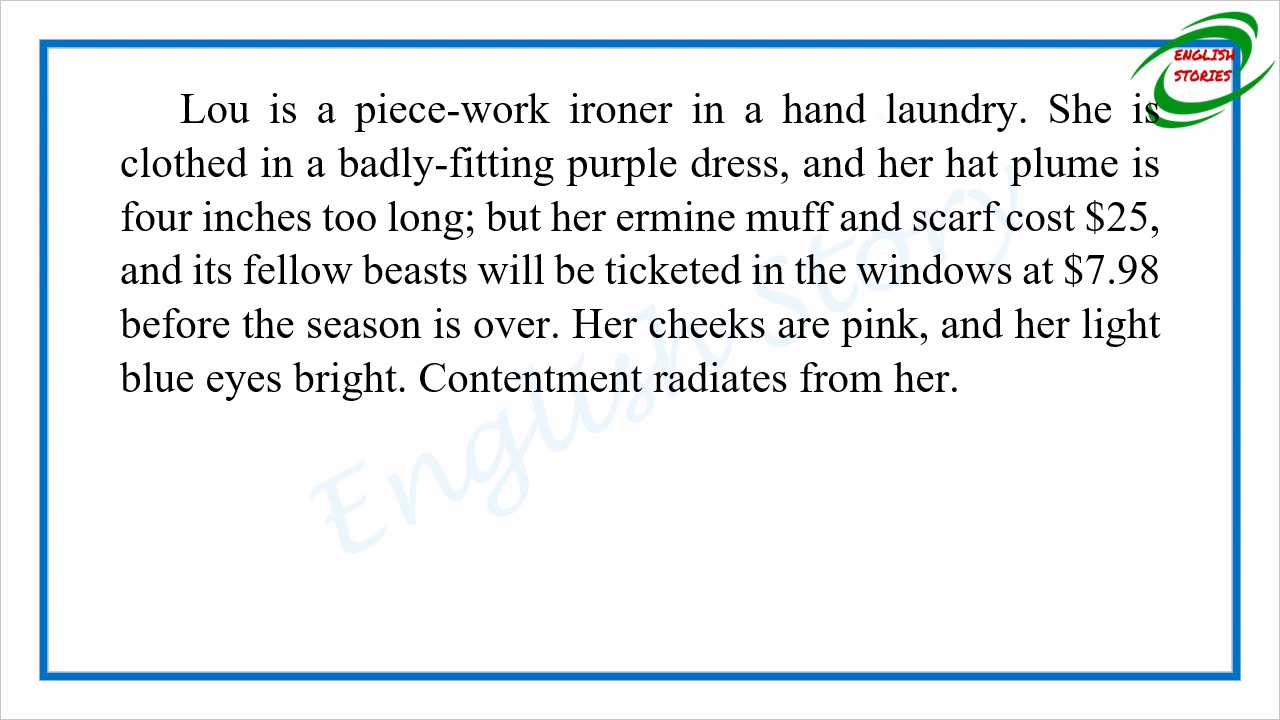 ENGLISH
STORIES
Lou is a piece-work ironer in a hand laundry. She is
clothed in a badly-fitting purple dress, and her hat plume is
four inches too long; but her ermine muff and scarf cost $25,
and its fellow beasts will be ticketed in the windows at $7.98
before the season is over. Her cheeks are pink, and her light
blue eyes bright. Contentment radiates from her.
English Story